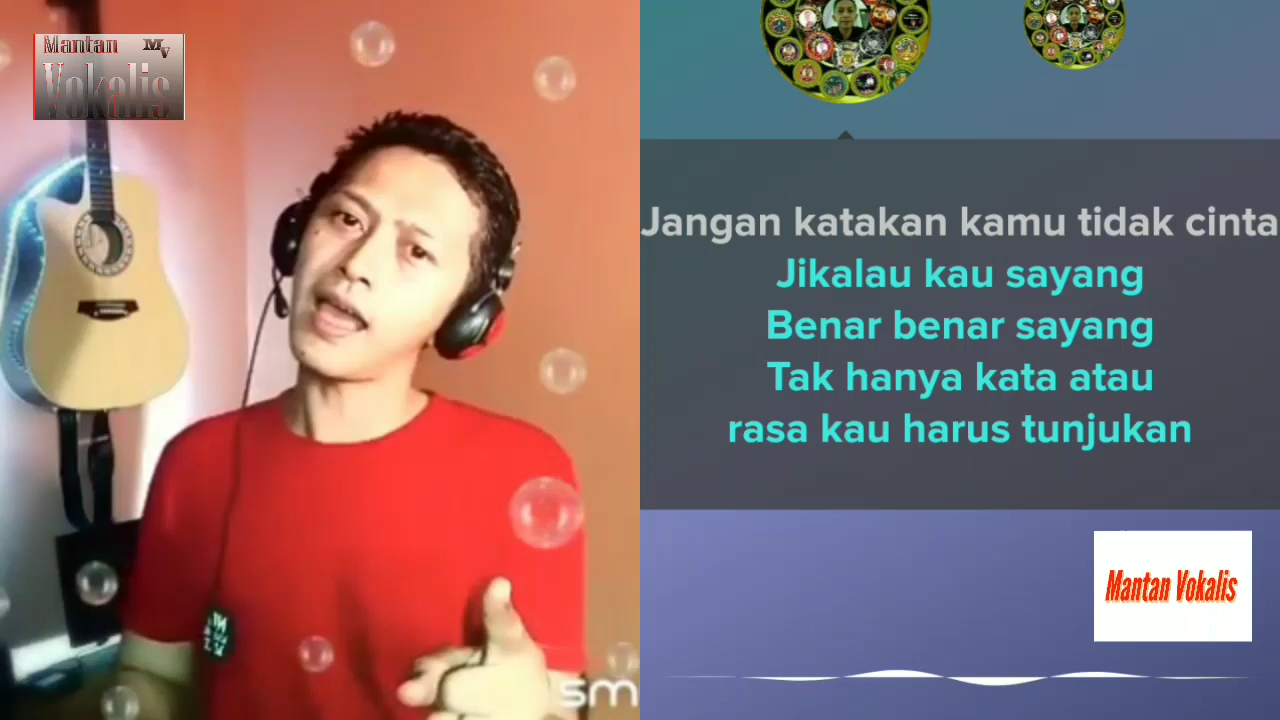 Mantan MV
Vokalis
Jangan katakan kamu tidak cinta
Jikalau kau sayang
Benar benar sayang
Tak hanya kata atau
rasa kau harus tunjukan
Mantan Vokalis
sm